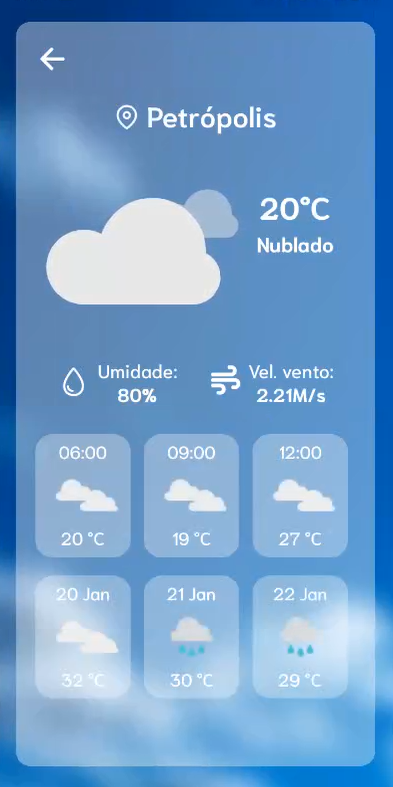 Petrópolis
20°C
Nublado
Umidade:
80%
Vel. vento:
2.21M/s
06:00
09:00
12:00
20 °C
19 °C
27 °C
20 Jan
21 Jan
22 Jan
32 °C
30 °C
29 °C